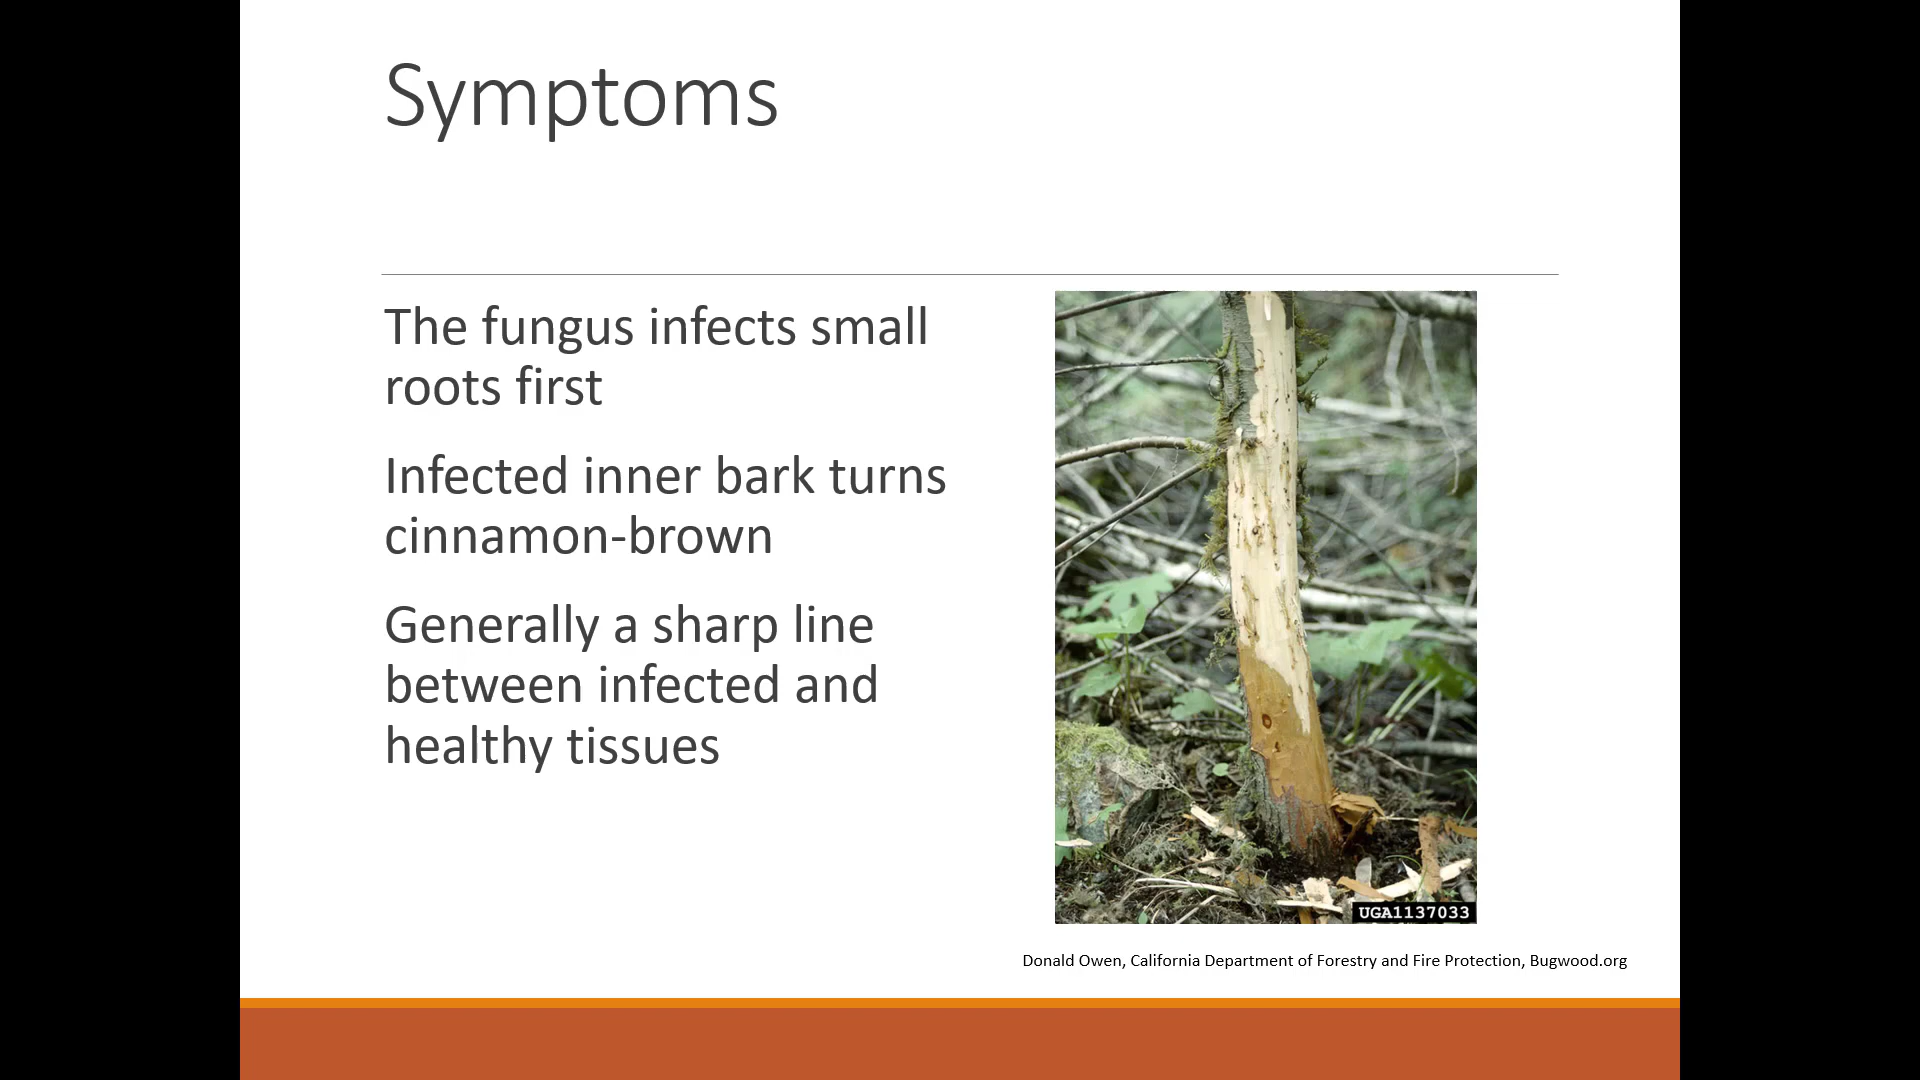 Symptoms
The fungus infects small
roots first
Infected inner bark turns
cinnamon-brown
Generally a sharp line
between infected and
healthy tissues
UGA1137033
Donald Owen, California Department of Forestry and Fire Protection, Bugwood.org